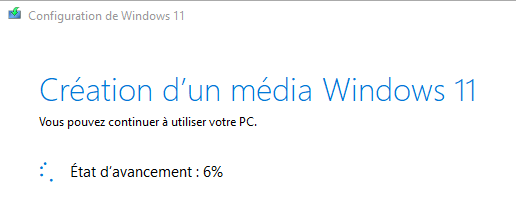 Configuration de Windows 11
Création d’un média Windows 11
Vous pouvez continuer à utiliser votre PC.
État d’avancement : 6%